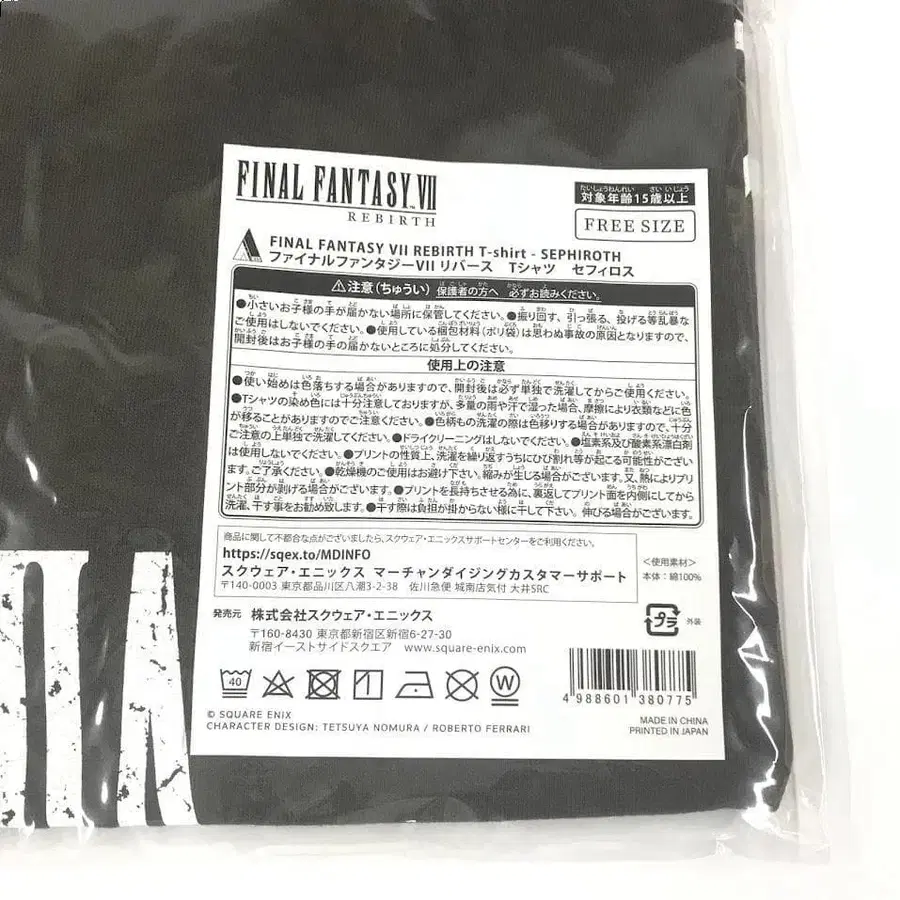 FINAL FANTASY VII
REBIRTH
たいしょうねんれい さい いじょう
対象年齢15歳以上
FREE SIZE
FINAL FANTASY VII REBIRTH T-shirt - SEPHIROTH
ファイナルファンタジーVII リバース Tシャツ セフィロス
⚠注意(ちゅうい) 保護者の方へ 必ずお読みください。
●小さいお子様の手が届かない場所に保管してください。●振り回す、引っ張る、投げる等乱暴な
ご使用はしないでください。●使用している梱包材料(ポリ袋)は思わぬ事故の原因となりますので、
開封後はお子様の手の届かないところに処分してください。
使用上の注意
●使い始めは色落ちする場合がありますので、開封後は必ず単独で洗濯してからご使用ください。
●Tシャツの染め色には十分注意しておりますが、多量の雨や汗で湿った場合、摩擦により衣類などに色
が移ることがありますのでご注意ください。●色柄もの洗濯の際は色移りする場合がありますので、十分
ご注意の上単独で洗濯してください。●ドライクリーニングはしないでください。●塩素系及び酸素系漂白剤
は使用しないでください。●プリントの性質上、洗濯を繰り返すうちにひび割れ等が起こる可能性がござい
ます。ご了承ください。●乾燥機のご使用はお避け下さい。縮みが生じる場合がございます。又、熱によりプリ
ント部分が剥げる場合がございます。●プリントを長持ちさせる為に、裏返してプリント面を内側にしてから
洗濯、干す事をお勧め致します。●干す際は負担が掛からない様に干して下さい。伸びる場合がございます。
商品に関して不都合な点がございましたら、スクウェア・エニックスサポートセンターをご利用ください。
https://sqex.to/MDINFO
スクウェア・エニックス マーチャンダイジングカスタマーサポート
〒140-0003 東京都品川区八潮3-2-38 佐川急便 城南店気付 大井SRC
<使用素材>
本体:綿100%
発売元 株式会社スクウェア・エニックス
〒160-8430 東京都新宿区新宿6-27-30
新宿イーストサイドスクエア www.square-enix.com
プラ 外装
40
W
4 988601 380775
© SQUARE ENIX
CHARACTER DESIGN: TETSUYA NOMURA / ROBERTO FERRARI
MADE IN CHINA
PRINTED IN JAPAN